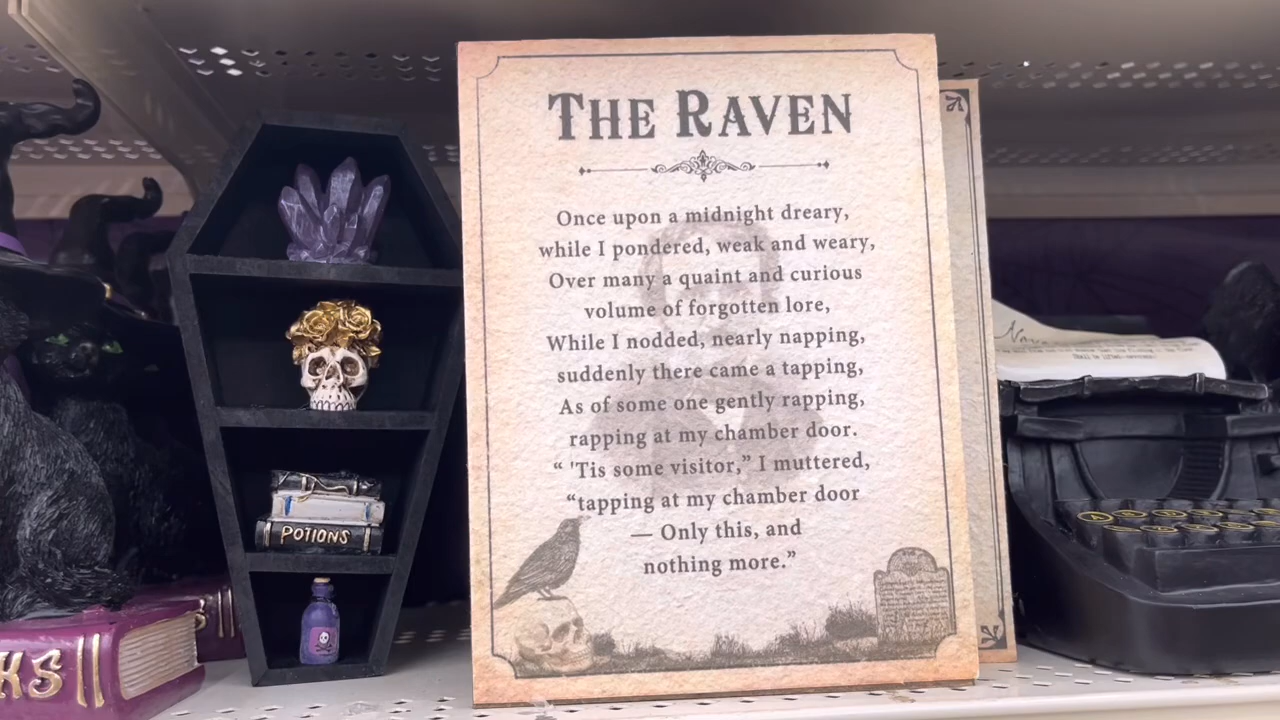 THE RAVEN
Once upon a midnight dreary,
while I pondered, weak and weary,
Over many a quaint and curious
volume of forgotten lore,
While I nodded, nearly napping,
suddenly there came a tapping,
As of some one gently rapping,
rapping at my chamber door.
“ 'Tis some visitor,” I muttered,
“tapping at my chamber door
— Only this, and
nothing more.”
POTIONS
KS